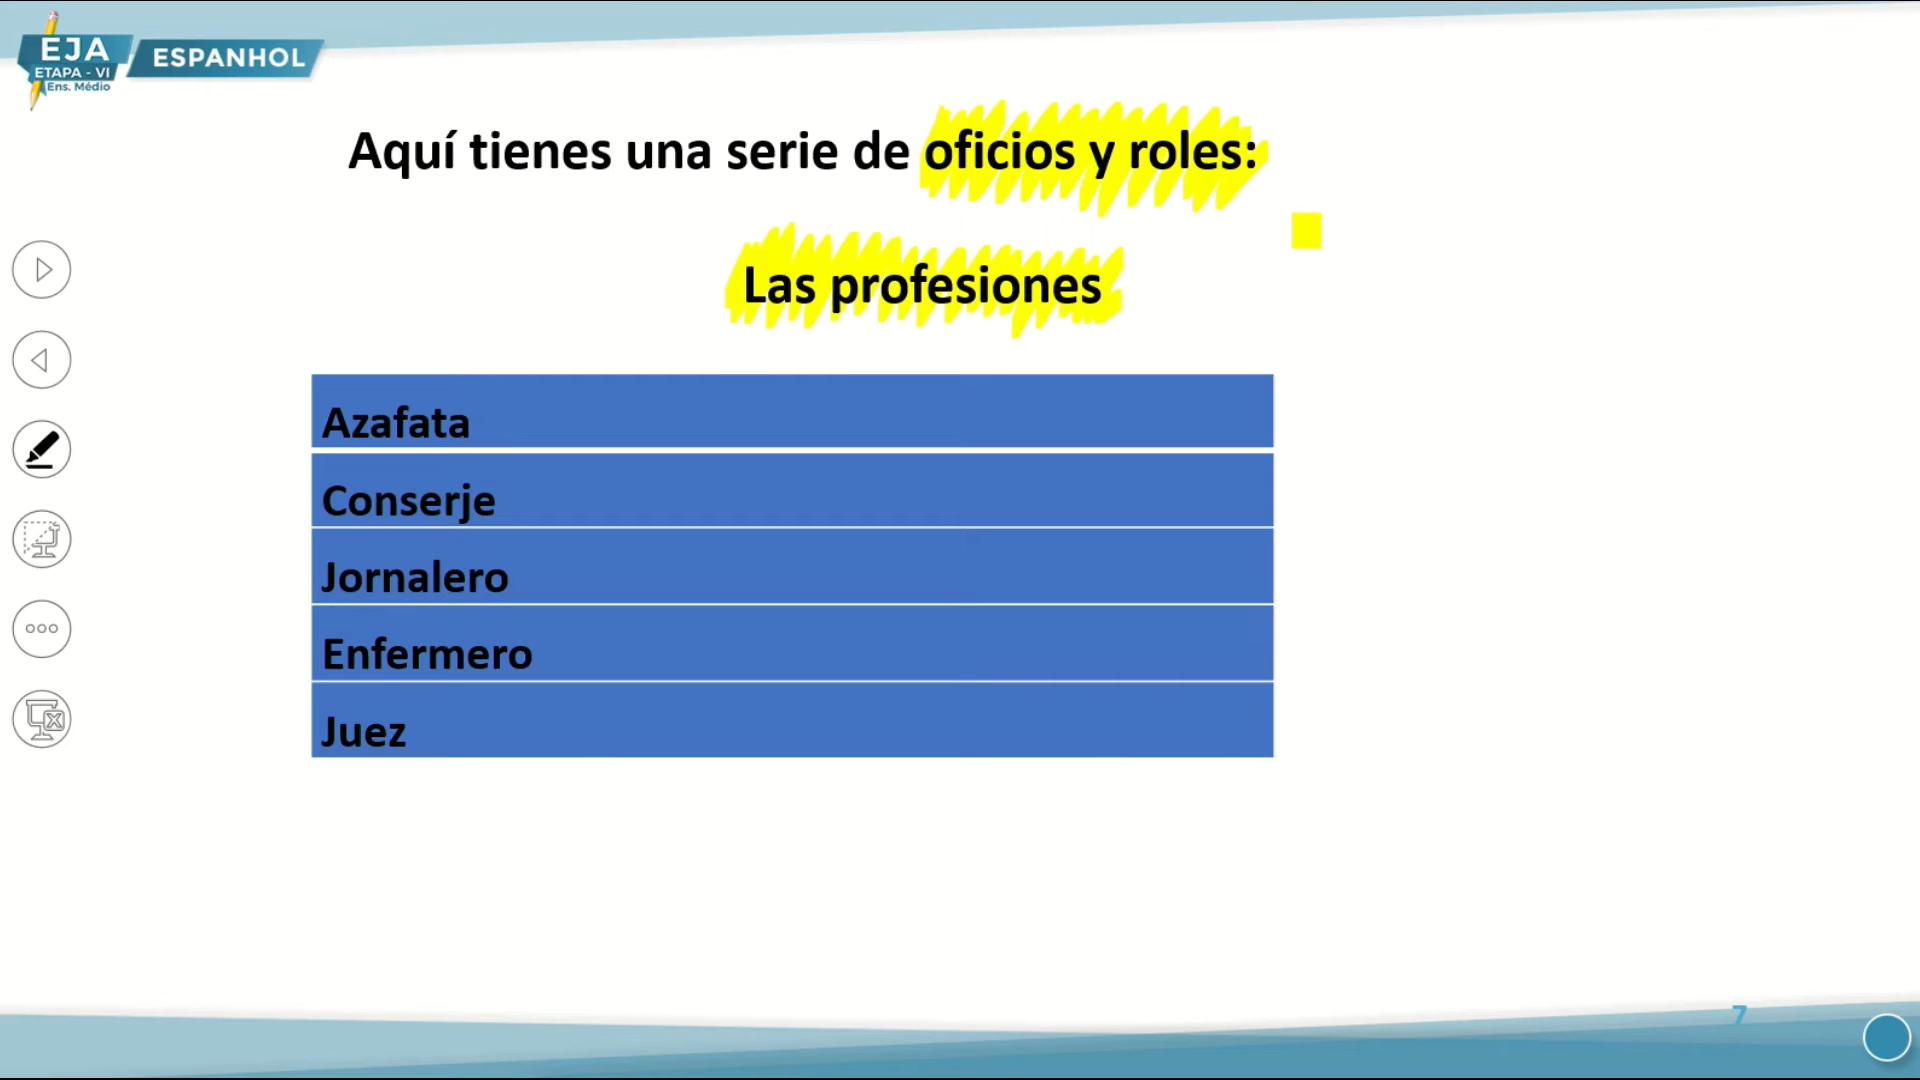 EJA
ETAPA - VI
Ens. Médio
ESPANHOL
Aquí tienes una serie de oficios y roles:
Las profesiones
Azafata
Conserje
Jornalero
Enfermero
Juez
7